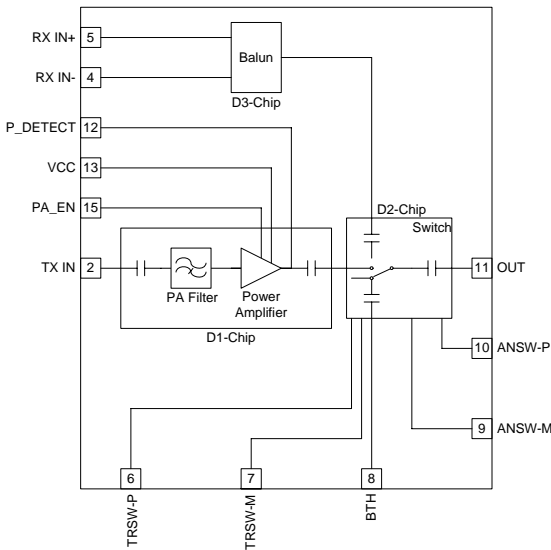 RX IN+ 5
Balun
RX IN- 4
D3-Chip
P_DETECT 12
VCC 13
PA_EN 15
D2-Chip
Switch
TX IN 2
11 OUT
PA Filter
Power
Amplifier
D1-Chip
10 ANSW-P
9 ANSW-M
6
7
8
TRSW-P
TRSW-M
BTH